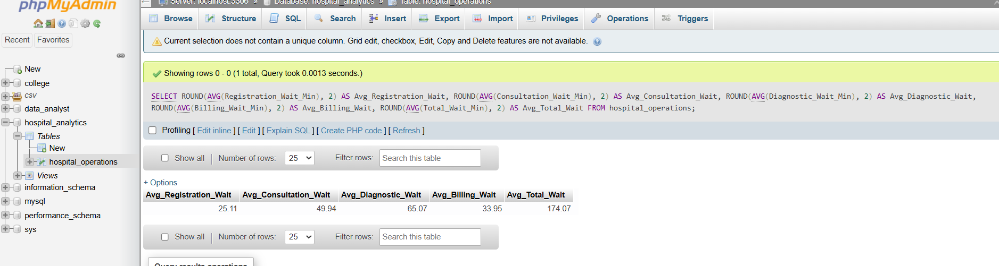 phpMyAdmin
Recent Favorites
New
college
csv
data_analyst
hospital_analytics
Tables
New
hospital_operations
Views
information_schema
mysql
performance_schema
sys
Server: localhost:3306 » Database: hospital_analytics » Table: hospital_operations
Browse Structure SQL Search Insert Export Import Privileges Operations Triggers
Current selection does not contain a unique column. Grid edit, checkbox, Edit, Copy and Delete features are not available.
Showing rows 0 - 0 (1 total, Query took 0.0013 seconds.)
SELECT ROUND(AVG(Registration_Wait_Min), 2) AS Avg_Registration_Wait, ROUND(AVG(Consultation_Wait_Min), 2) AS Avg_Consultation_Wait, ROUND(AVG(Diagnostic_Wait_Min), 2) AS Avg_Diagnostic_Wait,
ROUND(AVG(Billing_Wait_Min), 2) AS Avg_Billing_Wait, ROUND(AVG(Total_Wait_Min), 2) AS Avg_Total_Wait FROM hospital_operations;
Profiling [ Edit inline ] [ Edit ] [ Explain SQL ] [ Create PHP code ] [ Refresh ]
Show all | Number of rows: 25 Filter rows: Search this table
+ Options
Avg_Registration_Wait Avg_Consultation_Wait Avg_Diagnostic_Wait Avg_Billing_Wait Avg_Total_Wait
25.11 49.94 65.07 33.95 174.07
Show all | Number of rows: 25 Filter rows: Search this table
Query results operations